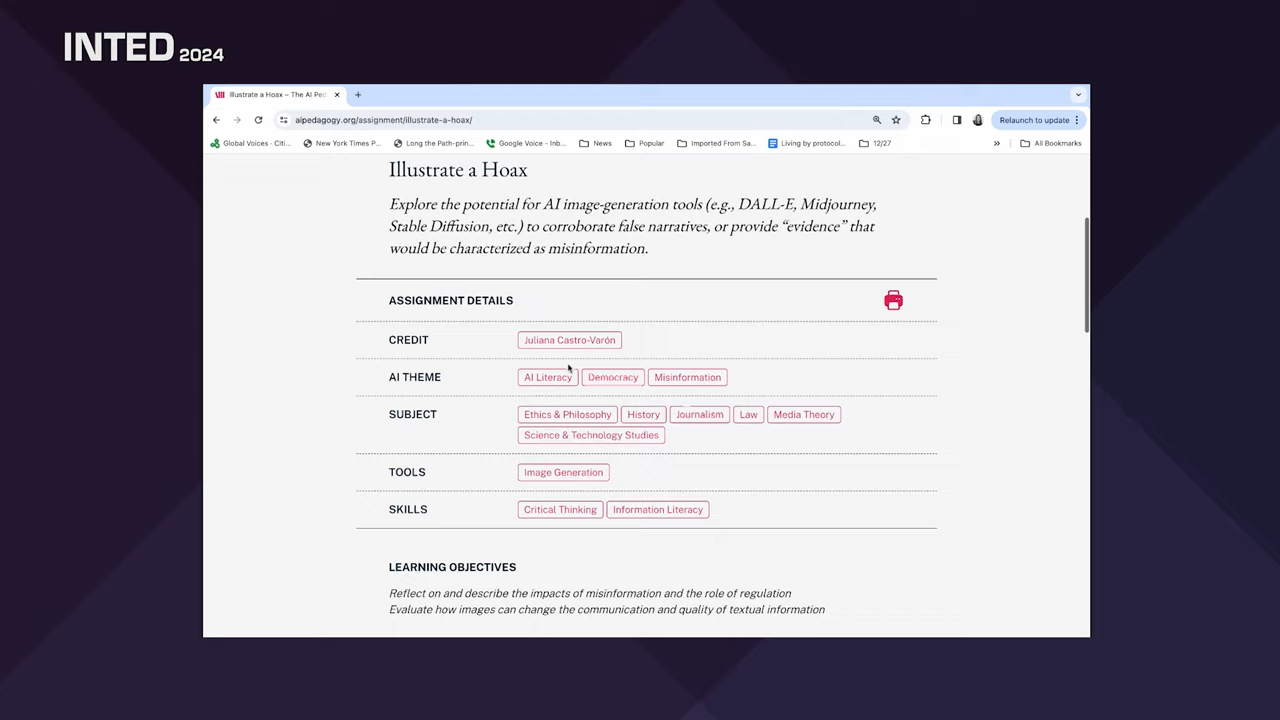 INTED 2024
Illustrate a Hoax – The AI Ped
aipedagogy.org/assignment/illustrate-a-hoax/
Relaunch to update
Global Voices - Citi...
New York Times P...
Long the Path-prin...
Google Voice - Inb...
News
Popular
Imported From Sa...
Living by protocol...
12/27
»
All Bookmarks
Illustrate a Hoax
Explore the potential for AI image-generation tools (e.g., DALL-E, Midjourney,
Stable Diffusion, etc.) to corroborate false narratives, or provide “evidence” that
would be characterized as misinformation.
ASSIGNMENT DETAILS
CREDIT Juliana Castro-Varón
AI THEME AI Literacy Democracy Misinformation
SUBJECT Ethics & Philosophy History Journalism Law Media Theory
Science & Technology Studies
TOOLS Image Generation
SKILLS Critical Thinking Information Literacy
LEARNING OBJECTIVES
Reflect on and describe the impacts of misinformation and the role of regulation
Evaluate how images can change the communication and quality of textual information